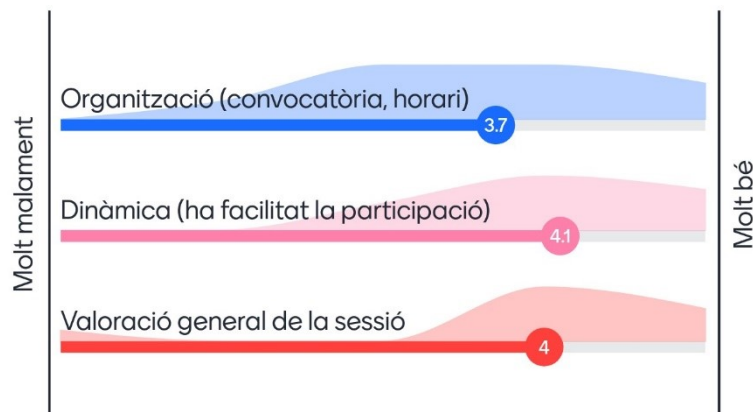 Molt malament
Organització (convocatòria, horari)
3.7
Dinàmica (ha facilitat la participació)
4.1
Valoració general de la sessió
4
Molt bé